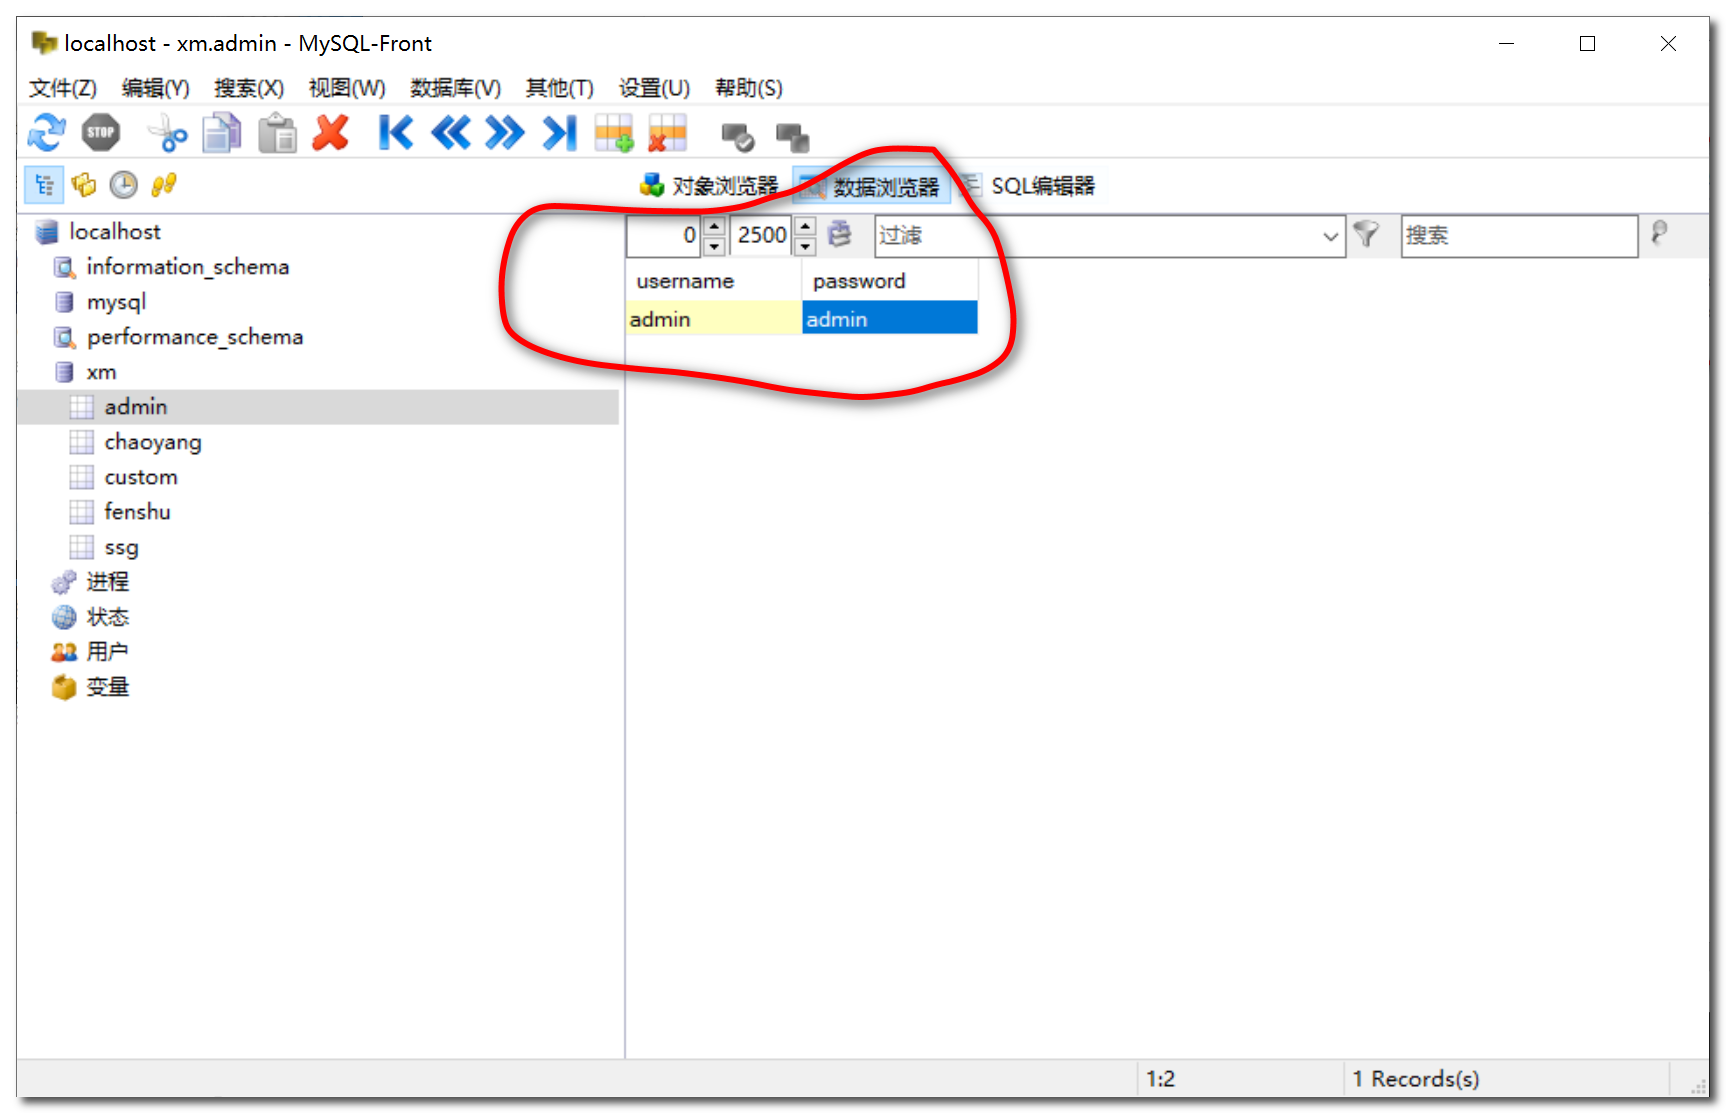 localhost - xm.admin - MySQL-Front
文件(Z) 编辑(Y) 搜索(X) 视图(W) 数据库(V) 其他(T) 设置(U) 帮助(S)
STOP
对象浏览器 数据浏览器 SQL编辑器
0 2500 过滤 搜索
localhost
information_schema
mysql
performance_schema
xm
admin
chaoyang
custom
fenshu
ssg
进程
状态
用户
变量
username password
admin admin
1:2 1 Records(s)